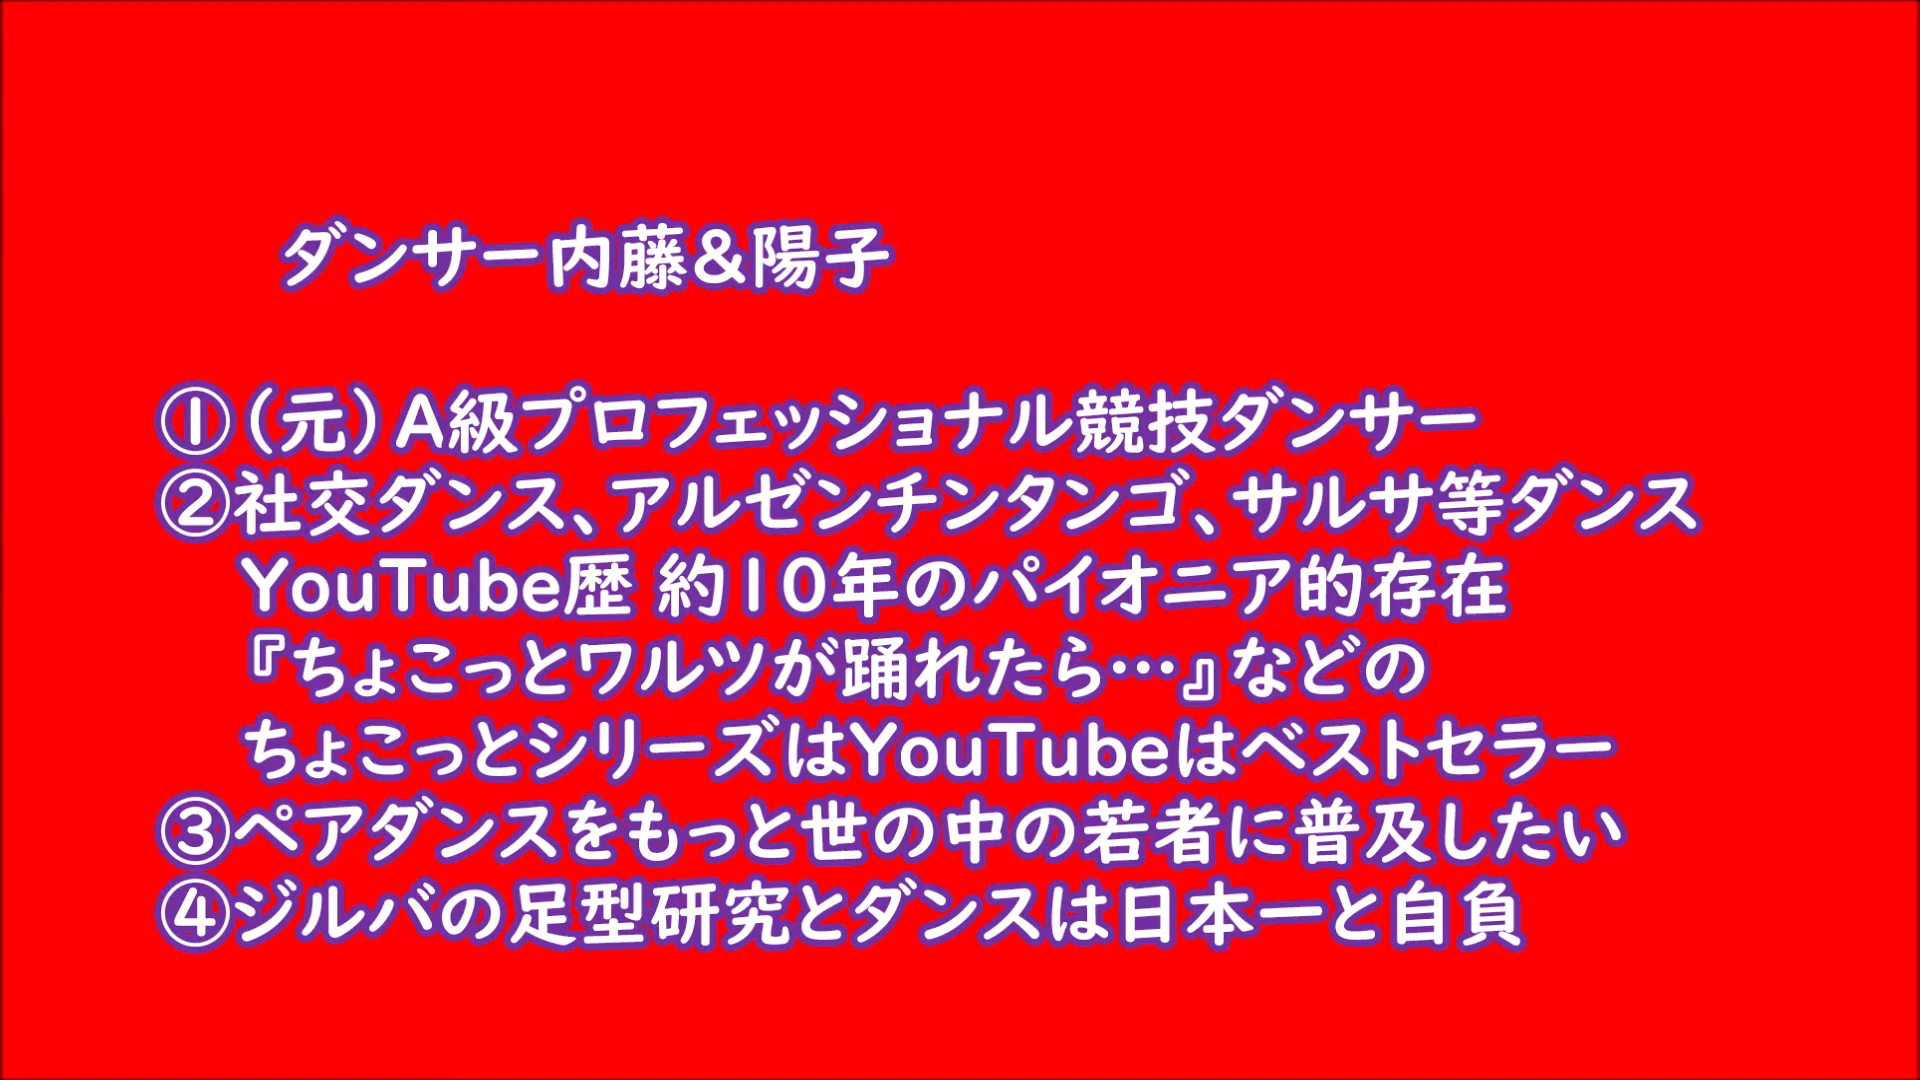 ダンサー内藤&陽子
①(元)A級プロフェッショナル競技ダンサー
②社交ダンス、アルゼンチンタンゴ、サルサ等ダンス
YouTube歴 約10年のパイオニア的存在
『ちょこっとワルツが踊れたら…』などの
ちょこっとシリーズはYouTubeはベストセラー
③ペアダンスをもっと世の中の若者に普及したい
④ジルバの足型研究とダンスは日本一と自負